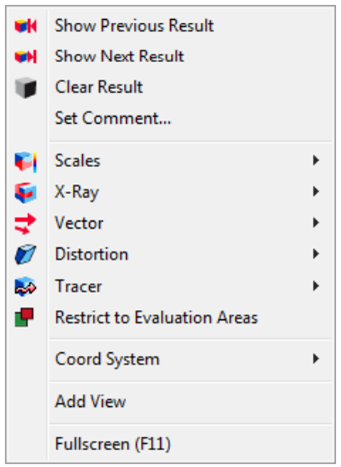 Show Previous Result
Show Next Result
Clear Result
Set Comment...
Scales
X-Ray
Vector
Distortion
Tracer
Restrict to Evaluation Areas
Coord System
Add View
Fullscreen (F11)